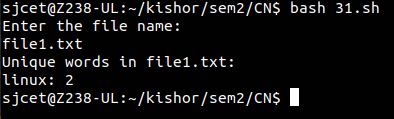 sjcet@Z238-UL:~/kishor/sem2/CN$ bash 31.sh
Enter the file name:
file1.txt
Unique words in file1.txt:
linux: 2
sjcet@Z238-UL:~/kishor/sem2/CN$